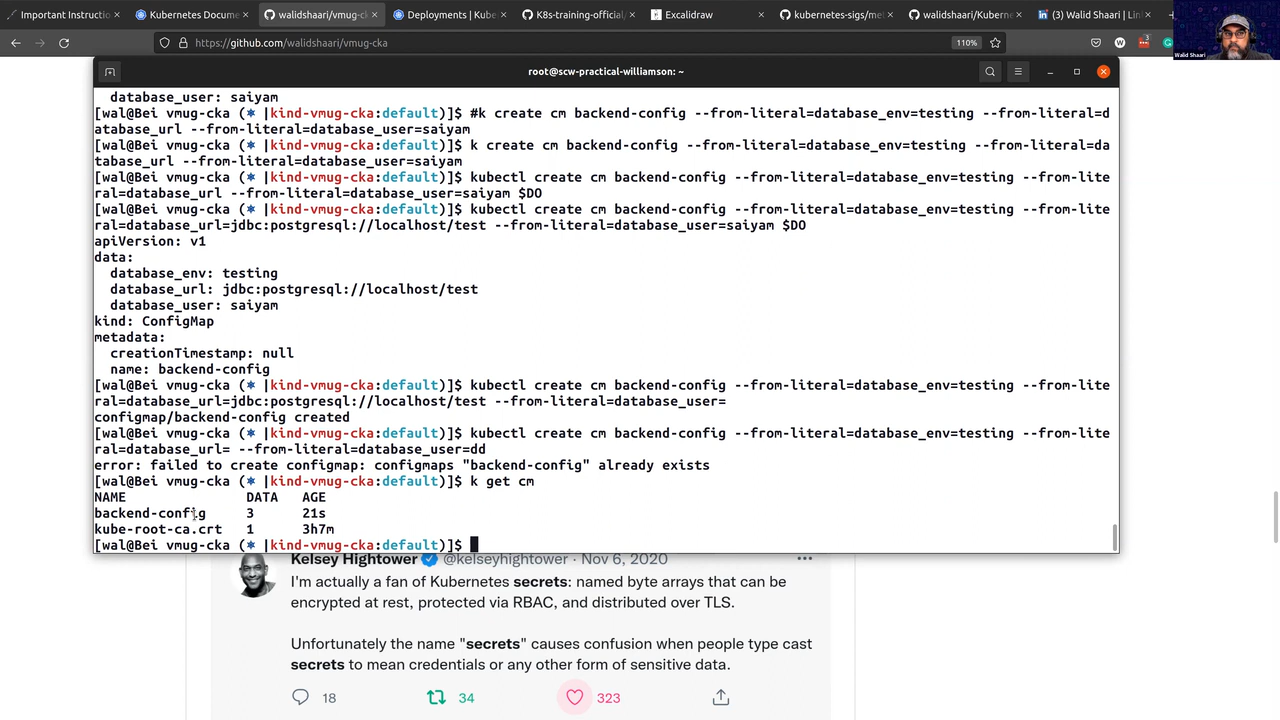 Important Instructio
Kubernetes Docume
walidshaari/vmug-ck
Deployments | Kube
K8s-training-official/
Excalidraw
kubernetes-sigs/me
walidshaari/Kuberne
(3) Walid Shaari | Lin
https://github.com/walidshaari/vmug-cka
110%
Walid Shaari
root@scw-practical-williamson: ~
database_user: saiyam
[wal@Bei vmug-cka (⎈ |kind-vmug-cka:default)]$ #k create cm backend-config --from-literal=database_env=testing --from-literal=d
atabase_url --from-literal=database_user=saiyam
[wal@Bei vmug-cka (⎈ |kind-vmug-cka:default)]$ k create cm backend-config --from-literal=database_env=testing --from-literal=da
tabase_url --from-literal=database_user=saiyam
[wal@Bei vmug-cka (⎈ |kind-vmug-cka:default)]$ kubectl create cm backend-config --from-literal=database_env=testing --from-lite
ral=database_url --from-literal=database_user=saiyam $DO
[wal@Bei vmug-cka (⎈ |kind-vmug-cka:default)]$ kubectl create cm backend-config --from-literal=database_env=testing --from-lite
ral=database_url=jdbc:postgresql://localhost/test --from-literal=database_user=saiyam $DO
apiVersion: v1
data:
database_env: testing
database_url: jdbc:postgresql://localhost/test
database_user: saiyam
kind: ConfigMap
metadata:
creationTimestamp: null
name: backend-config
[wal@Bei vmug-cka (⎈ |kind-vmug-cka:default)]$ kubectl create cm backend-config --from-literal=database_env=testing --from-lite
ral=database_url=jdbc:postgresql://localhost/test --from-literal=database_user=
configmap/backend-config created
[wal@Bei vmug-cka (⎈ |kind-vmug-cka:default)]$ kubectl create cm backend-config --from-literal=database_env=testing --from-lite
ral=database_url= --from-literal=database_user=dd
error: failed to create configmap: configmaps "backend-config" already exists
[wal@Bei vmug-cka (⎈ |kind-vmug-cka:default)]$ k get cm
NAME DATA AGE
backend-config 3 21s
kube-root-ca.crt 1 3h7m
[wal@Bei vmug-cka (⎈ |kind-vmug-cka:default)]$
Kelsey Hightower @kelseyhightower · Nov 6, 2020
I'm actually a fan of Kubernetes secrets: named byte arrays that can be
encrypted at rest, protected via RBAC, and distributed over TLS.
Unfortunately the name "secrets" causes confusion when people type cast
secrets to mean credentials or any other form of sensitive data.
18
34
323